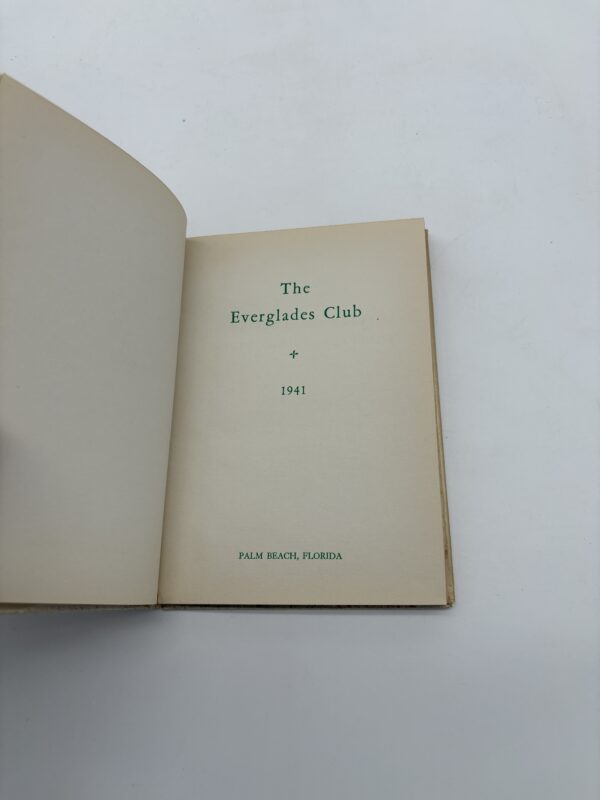 The
Everglades Club
1941
PALM BEACH, FLORIDA